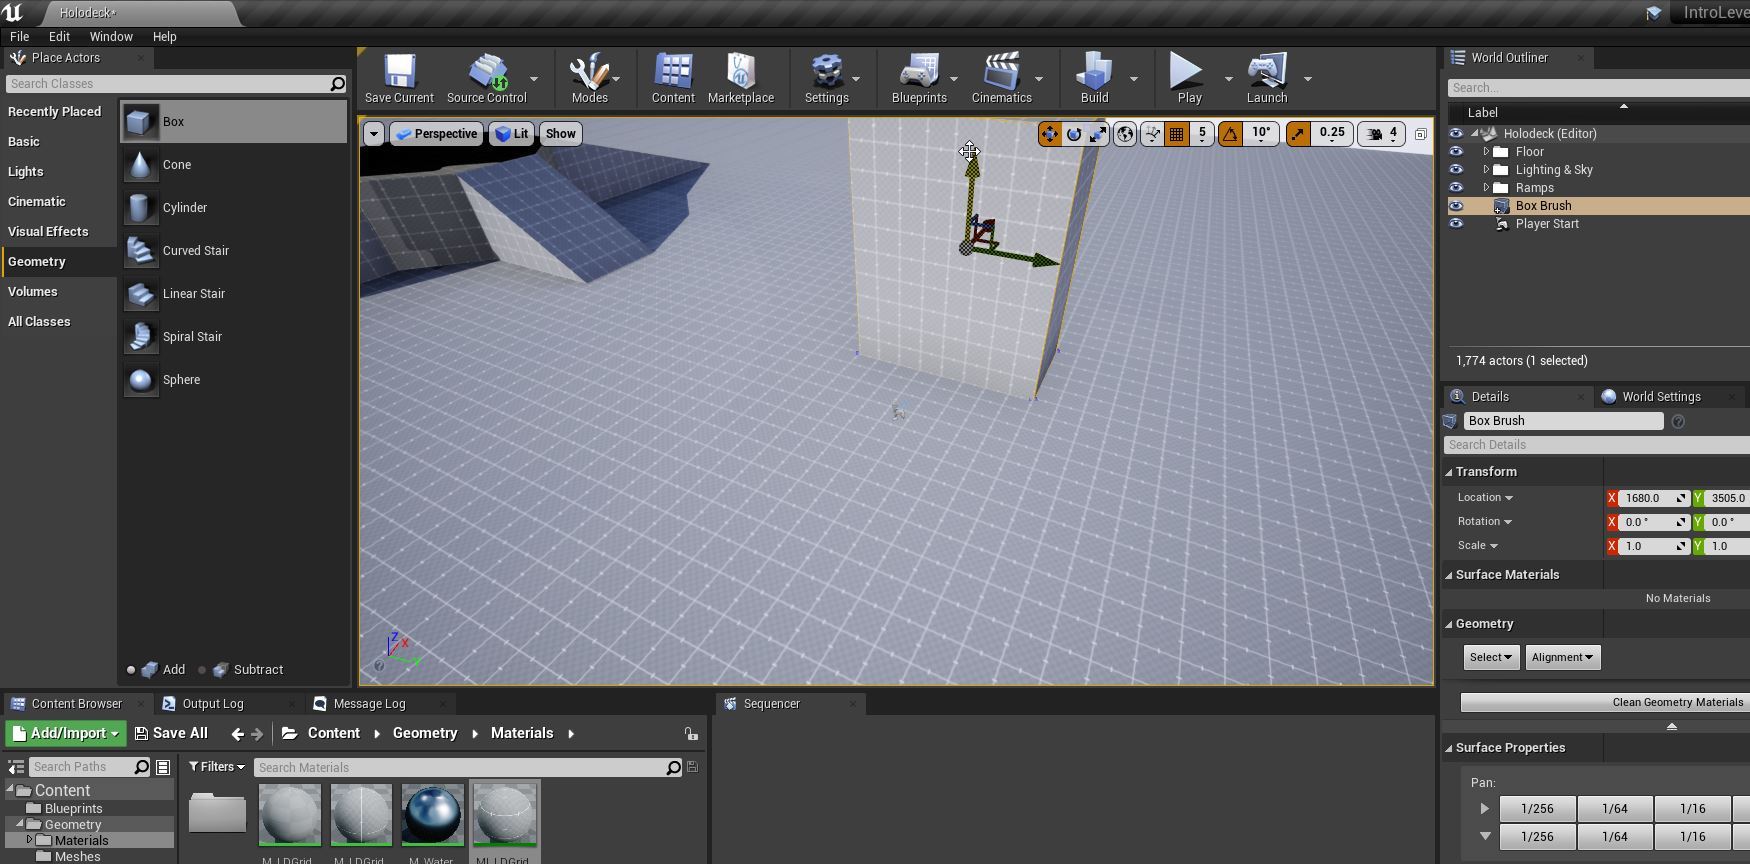 Holodeck*
IntroLeve
File Edit Window Help
Place Actors
Search Classes
Recently Placed
Basic
Lights
Cinematic
Visual Effects
Geometry
Volumes
All Classes
Box
Cone
Cylinder
Curved Stair
Linear Stair
Spiral Stair
Sphere
Add Subtract
Save Current Source Control Modes Content Marketplace Settings Blueprints Cinematics Build Play Launch
Perspective Lit Show 5 10° 0.25 4
Z X
World Outliner
Search...
Label
Holodeck (Editor)
Floor
Lighting & Sky
Ramps
Box Brush
Player Start
1,774 actors (1 selected)
Details World Settings
Box Brush
Search Details
Transform
Location X 1680.0 Y 3505.0
Rotation X 0.0 ° Y 0.0 °
Scale X 1.0 Y 1.0
Surface Materials
No Materials
Geometry
Select Alignment
Clean Geometry Materials
Surface Properties
Pan:
1/256 1/64 1/16
1/256 1/64 1/16
Content Browser Output Log Message Log Sequencer
Add/Import Save All Content Geometry Materials
Search Paths Filters Search Materials
Content
Blueprints
Geometry
Materials
Meshes
M_LDGrid M_LDGrid M_Water MI_LDGrid